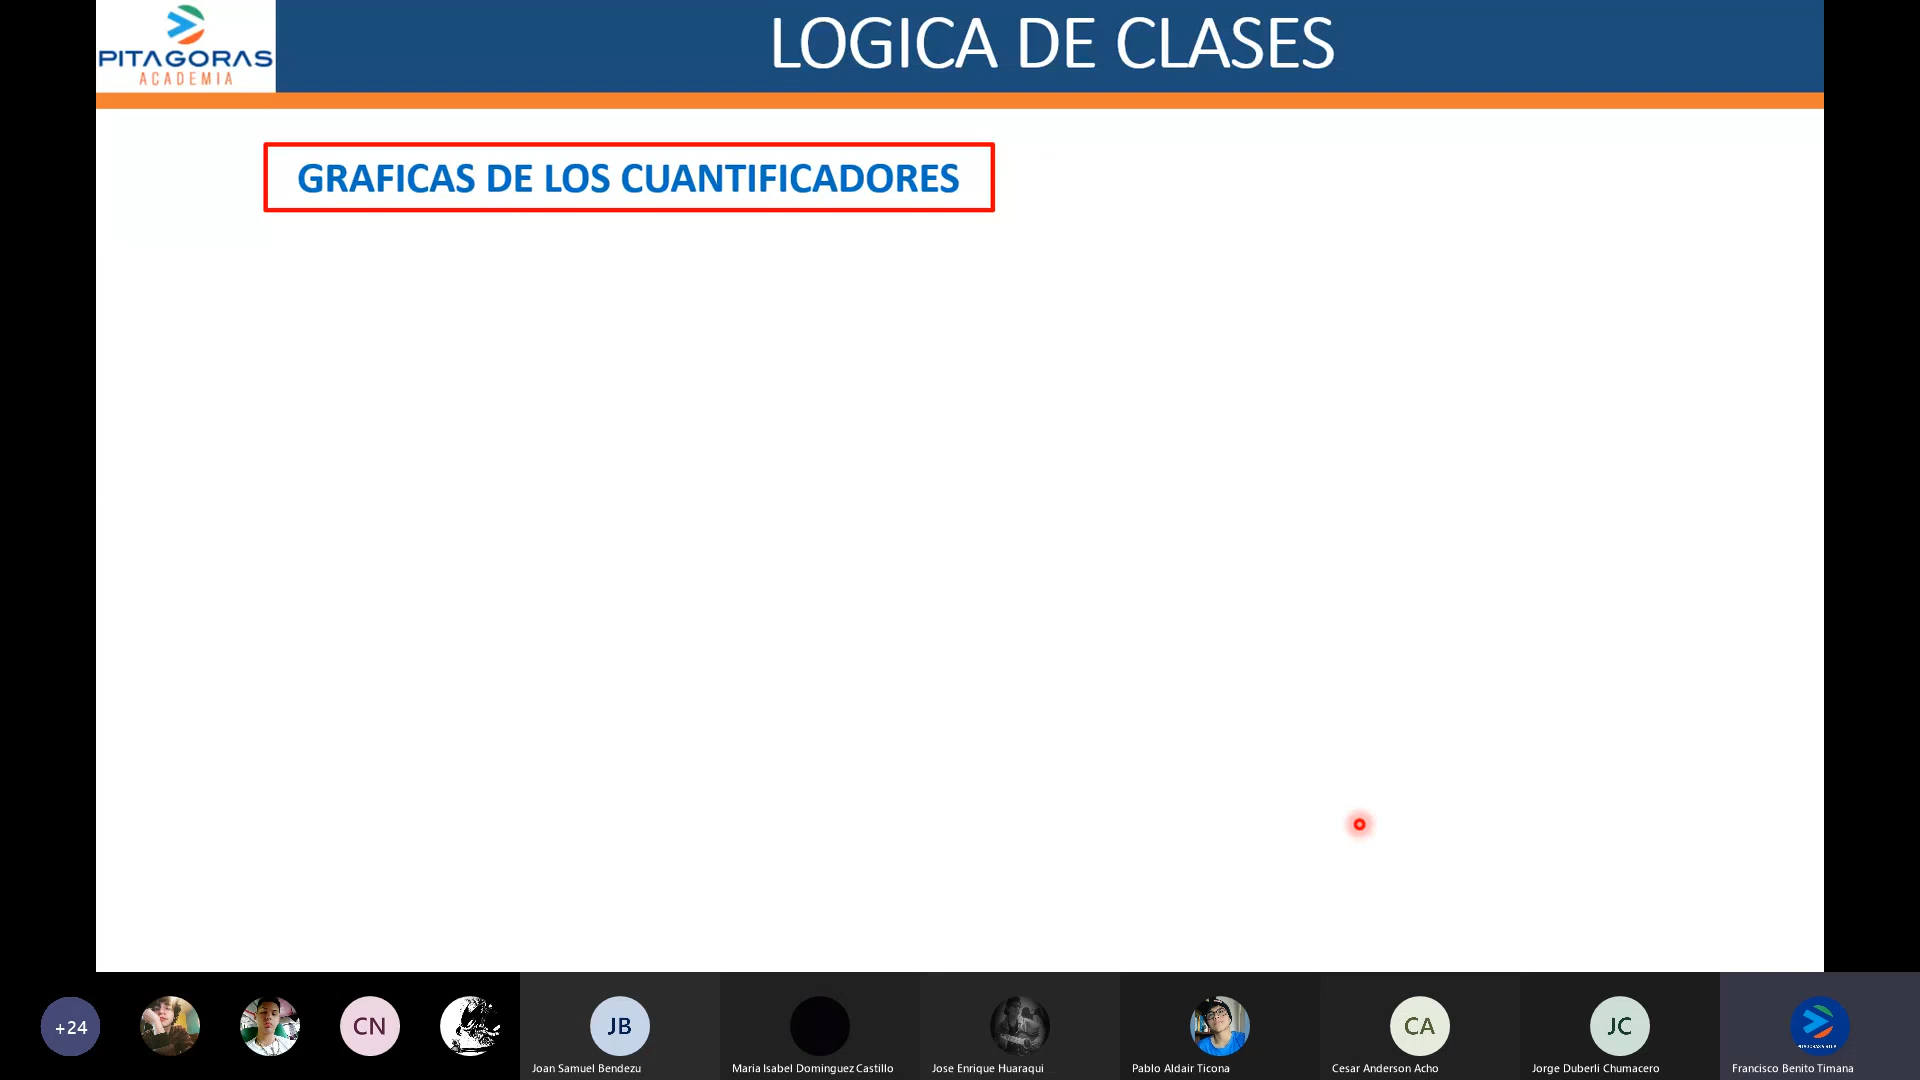 PITAGORAS
ACADEMIA
LOGICA DE CLASES
GRAFICAS DE LOS CUANTIFICADORES
+24
CN
JB
CA
JC
Joan Samuel Bendezu
Maria Isabel Dominguez Castillo
Jose Enrique Huaraqui
Pablo Aldair Ticona
Cesar Anderson Acho
Jorge Duberli Chumacero
Francisco Benito Timana